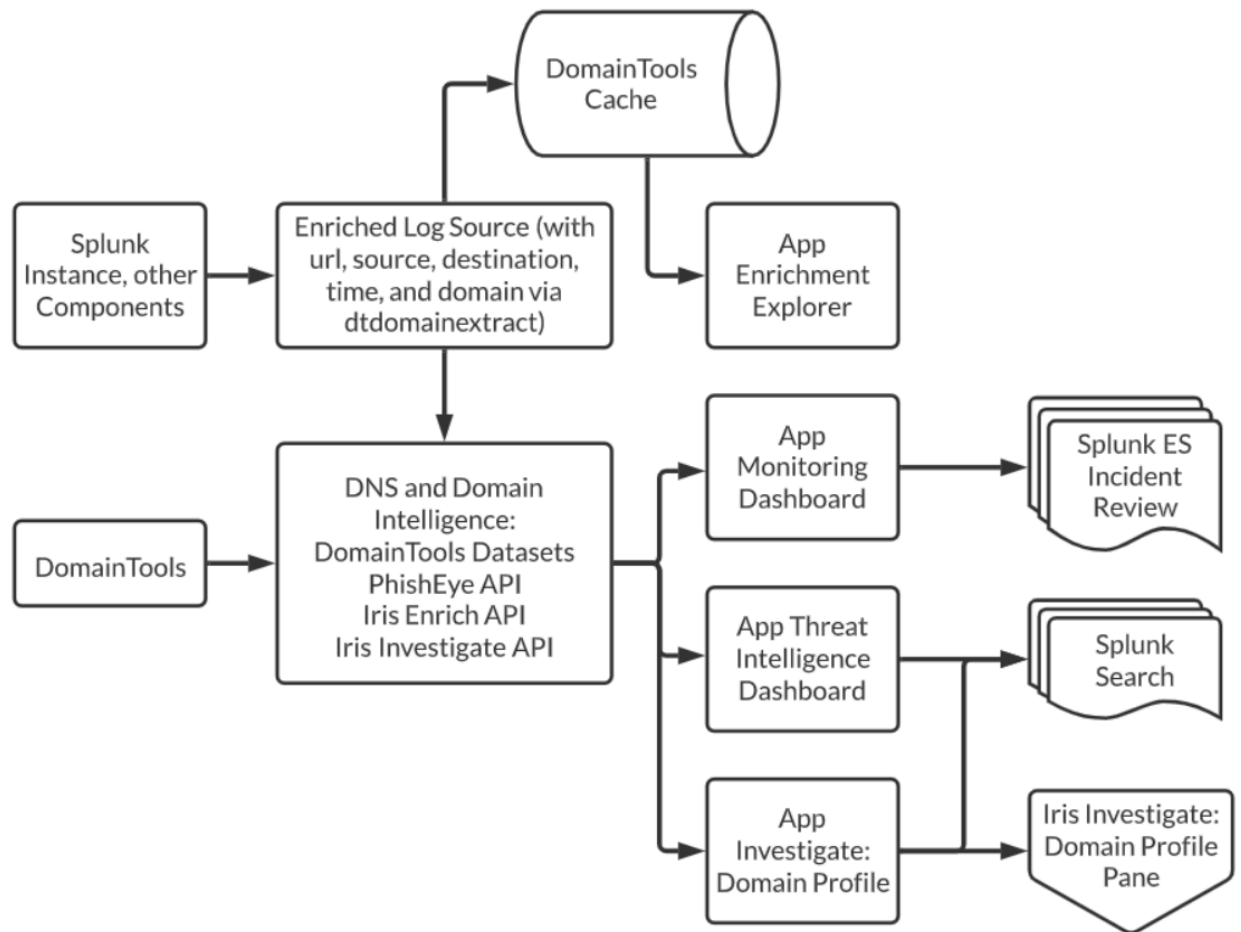 DomainTools
Cache
Splunk
Instance, other
Components
Enriched Log Source (with
url, source, destination,
time, and domain via
dtdomainextract)
App
Enrichment
Explorer
App
Monitoring
Dashboard
Splunk ES
Incident
Review
DomainTools
DNS and Domain
Intelligence:
DomainTools Datasets
PhishEye API
Iris Enrich API
Iris Investigate API
App Threat
Intelligence
Dashboard
Splunk
Search
App
Investigate:
Domain Profile
Iris Investigate:
Domain Profile
Pane